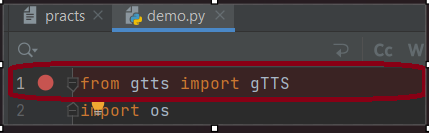 practs demo.py
Cc W
1 from gtts import gTTS
2 import os